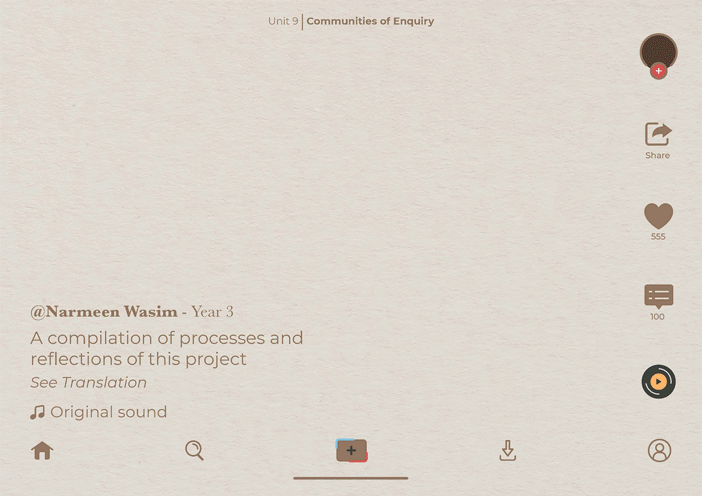 Unit 9 | Communities of Enquiry
Share
555
100
@Narmeen Wasim - Year 3
A compilation of processes and
reflections of this project
See Translation
Original sound